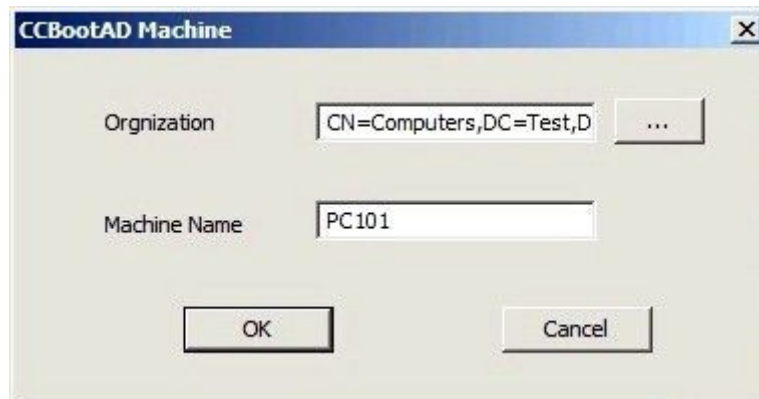 CCBootAD Machine
Orgnization CN=Computers,DC=Test,D ...
Machine Name PC101
OK Cancel